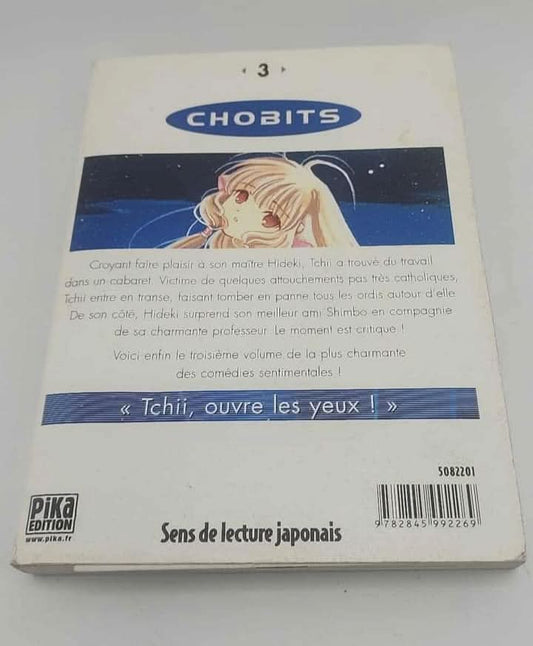 3
CHOBITS
Croyant faire plaisir à son maître Hideki, Tchii a trouvé du travail
dans un cabaret. Victime de quelques attouchements pas très catholiques,
Tchii entre en transe, faisant tomber en panne tous les ordis autour d'elle.
De son côté, Hideki surprend son meilleur ami Shimbo en compagnie
de sa charmante professeur. Le moment est critique !
Voici enfin le troisième volume de la plus charmante
des comédies sentimentales !
« Tchii, ouvre les yeux ! »
5082201
PiKa
EDITION
www.pika.fr
Sens de lecture japonais
9 782845 992269